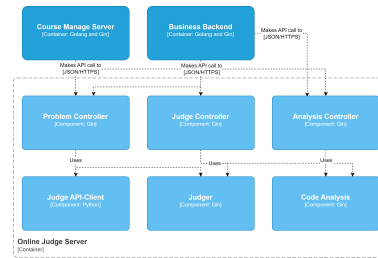 Course Manage Server
[Container: Golang and Gin]
Business Backend
[Container: Golang and Gin]
Makes API call to
[JSON/HTTPS]
Makes API call to
[JSON/HTTPS]
Makes API call to
[JSON/HTTPS]
Problem Controller
[Component: Gin]
Judge Controller
[Component: Gin]
Analysis Controller
[Component: Gin]
Uses
Uses
Uses
Judge API-Client
[Component: Python]
Judger
[Component: Gin]
Code Analysis
[Component: Gin]
Online Judge Server
[Container]